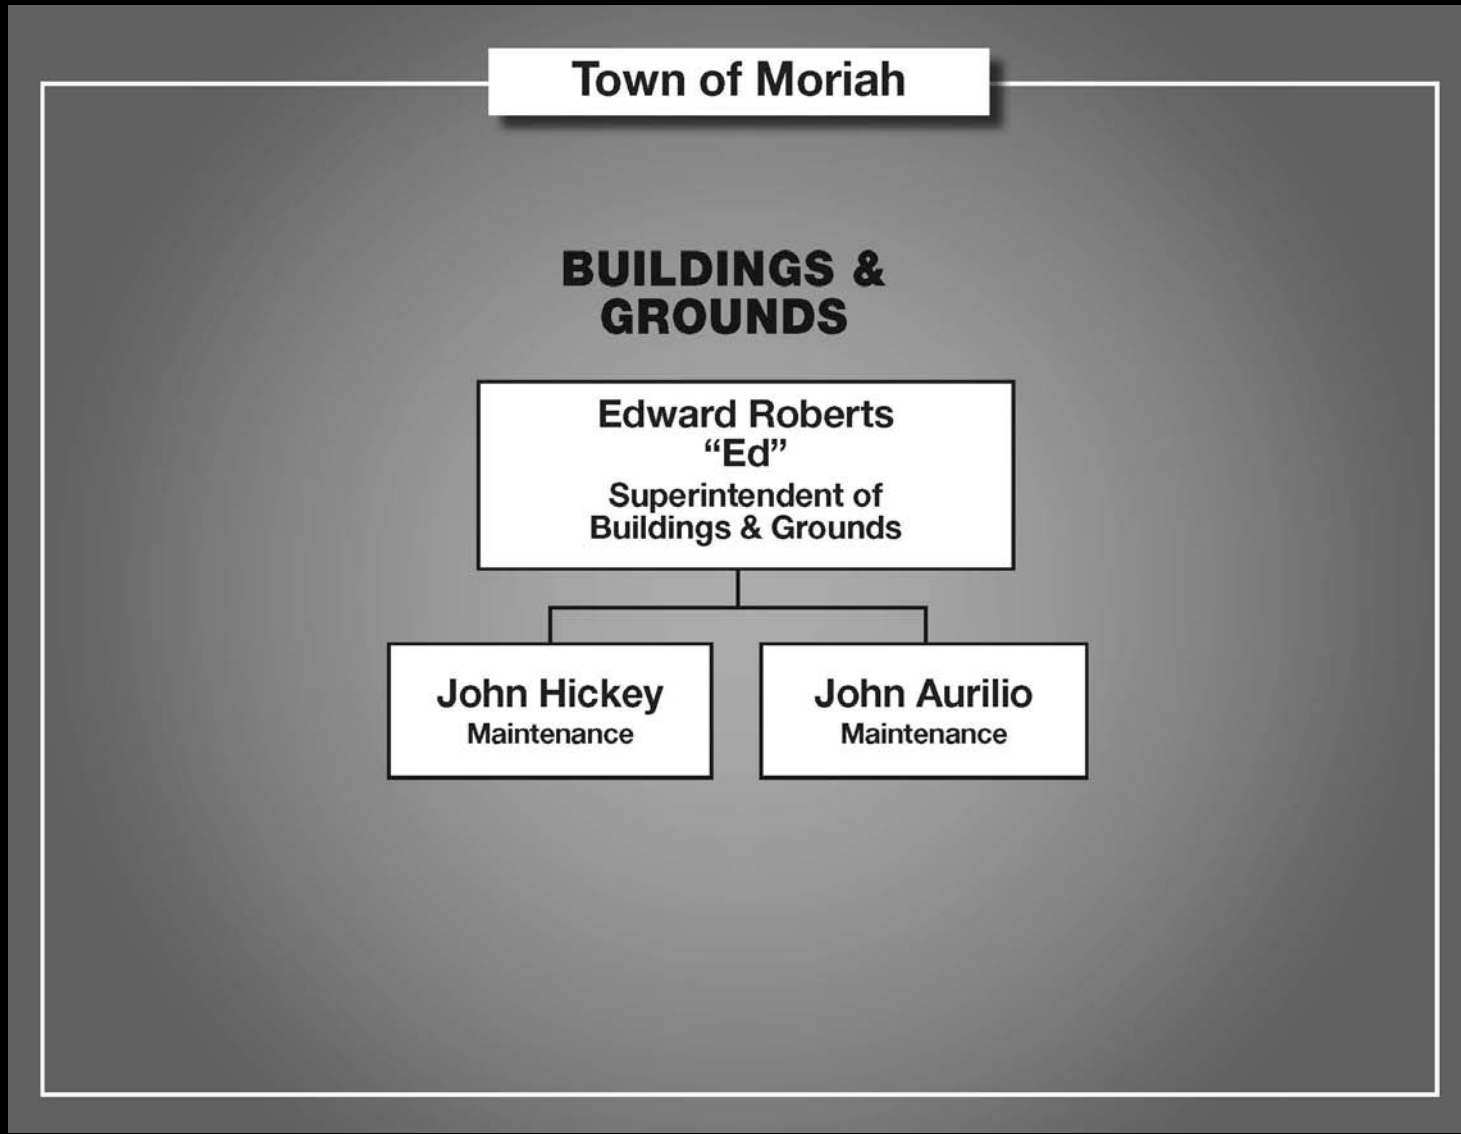 Town of Moriah
BUILDINGS &
GROUNDS
Edward Roberts
“Ed”
Superintendent of
Buildings & Grounds
John Hickey
Maintenance
John Aurilio
Maintenance